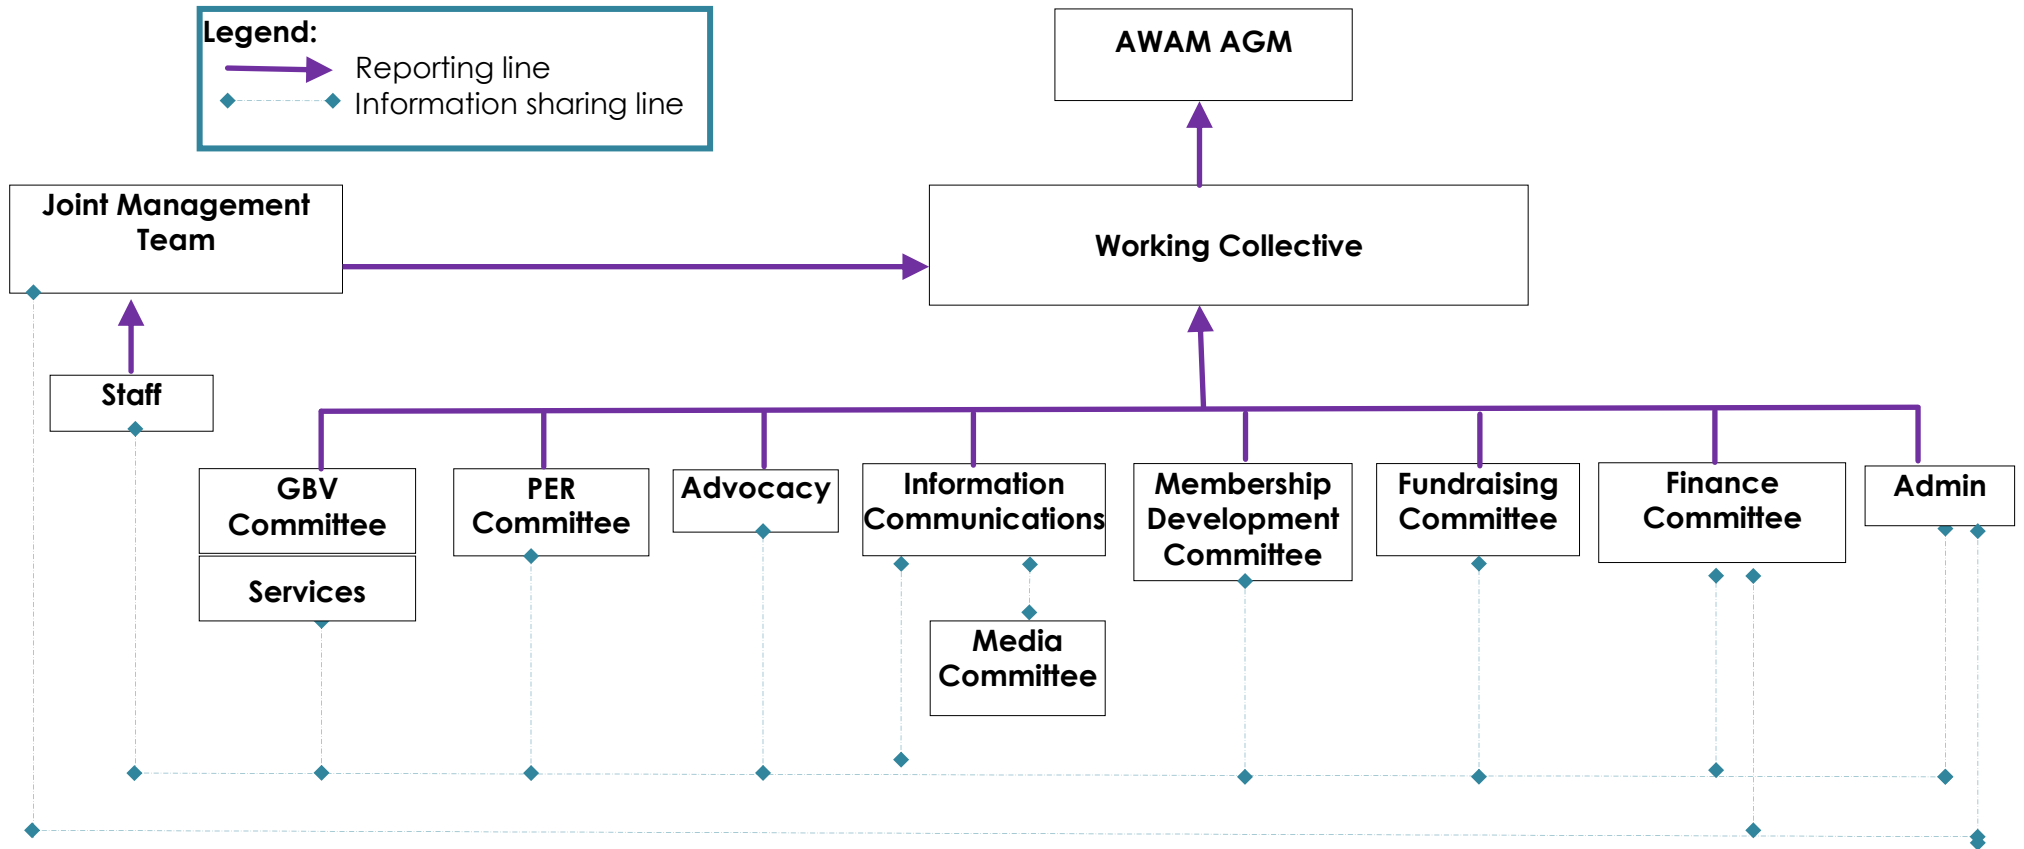 Legend:
Reporting line
Information sharing line
AWAM AGM
Joint Management
Team
Working Collective
Staff
GBV
Committee
Services
PER
Committee
Advocacy
Information
Communications
Media
Committee
Membership
Development
Committee
Fundraising
Committee
Finance
Committee
Admin